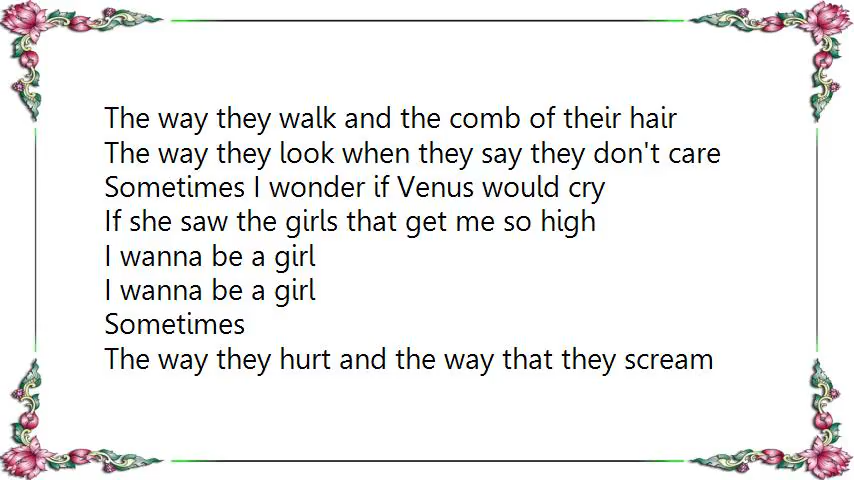 The way they walk and the comb of their hair
The way they look when they say they don't care
Sometimes I wonder if Venus would cry
If she saw the girls that get me so high
I wanna be a girl
I wanna be a girl
Sometimes
The way they hurt and the way that they scream